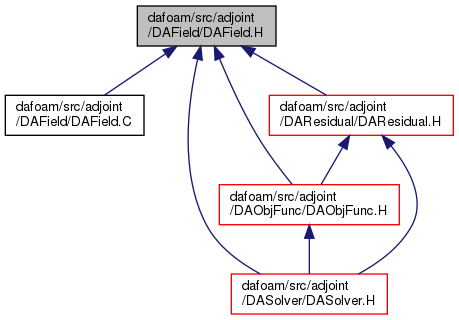 dafoam/src/adjoint
/DAField/DAField.H
dafoam/src/adjoint
/DAField/DAField.C
dafoam/src/adjoint
/DAResidual/DAResidual.H
dafoam/src/adjoint
/DAObjFunc/DAObjFunc.H
dafoam/src/adjoint
/DASolver/DASolver.H